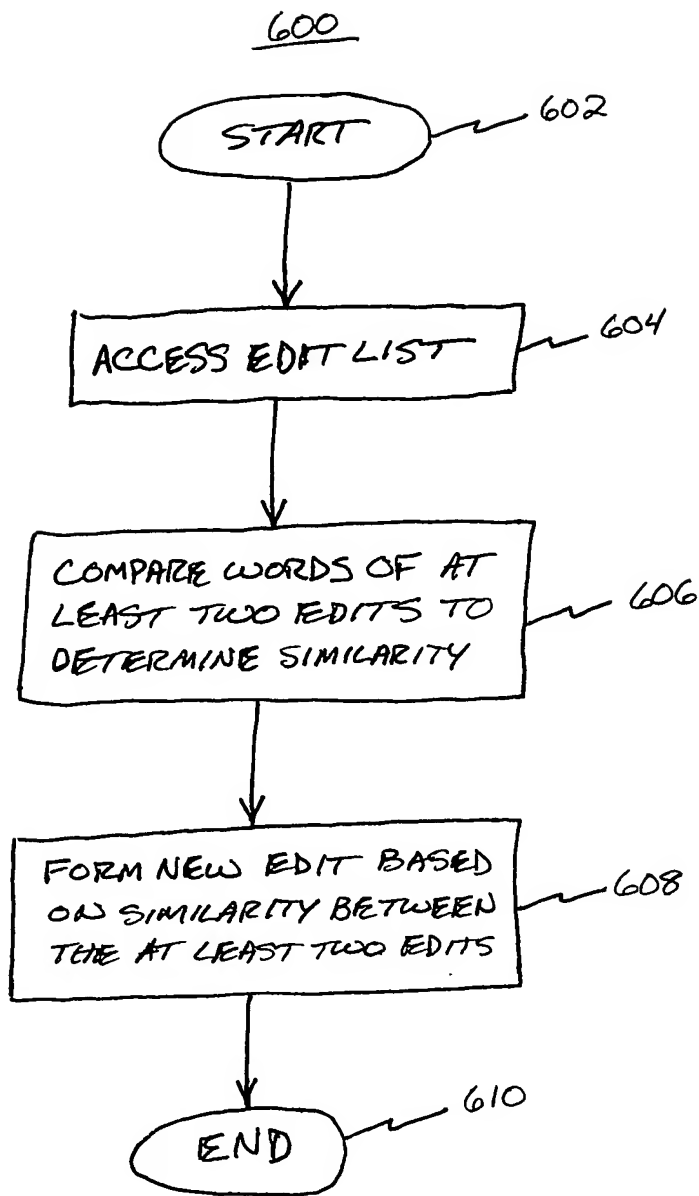 600
START
602
ACCESS EDIT LIST
604
COMPARE WORDS OF AT
LEAST TWO EDITS TO
DETERMINE SIMILARITY
606
FORM NEW EDIT BASED
ON SIMILARITY BETWEEN
THE AT LEAST TWO EDITS
608
END
610